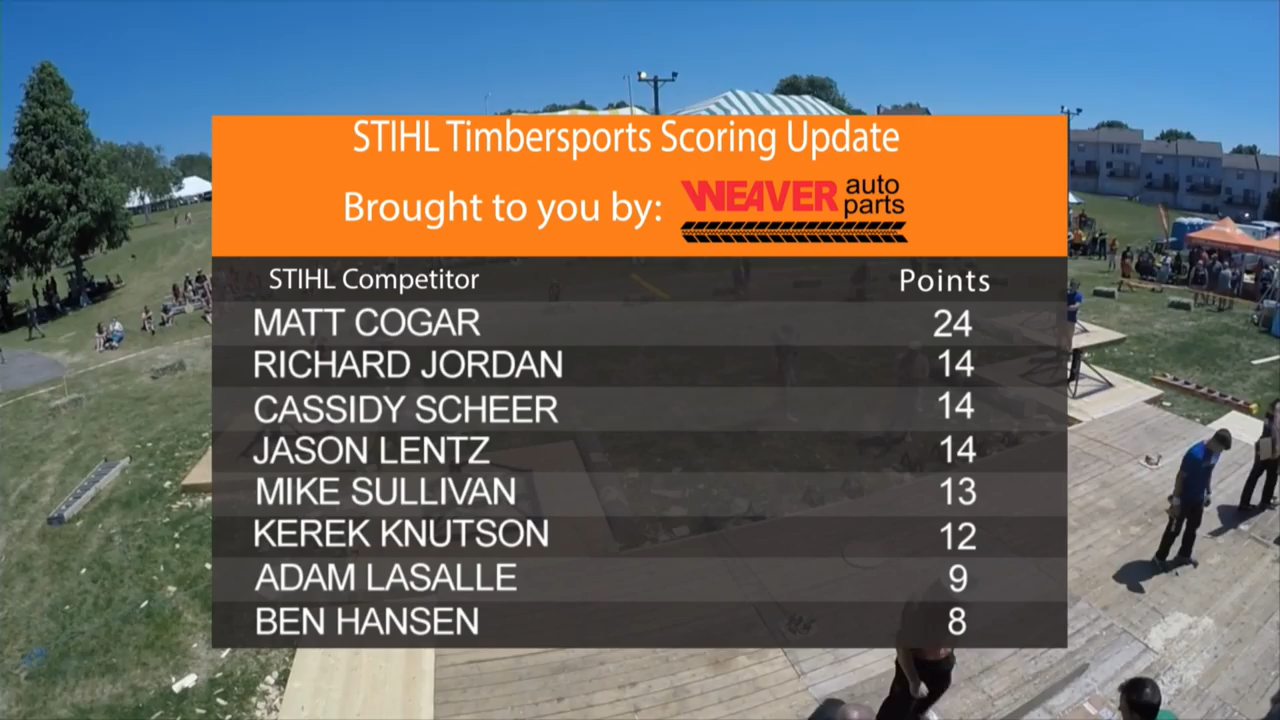 STIHL Timbersports Scoring Update
Brought to you by: WEAVER auto parts
STIHL Competitor Points
MATT COGAR 24
RICHARD JORDAN 14
CASSIDY SCHEER 14
JASON LENTZ 14
MIKE SULLIVAN 13
KEREK KNUTSON 12
ADAM LASALLE 9
BEN HANSEN 8